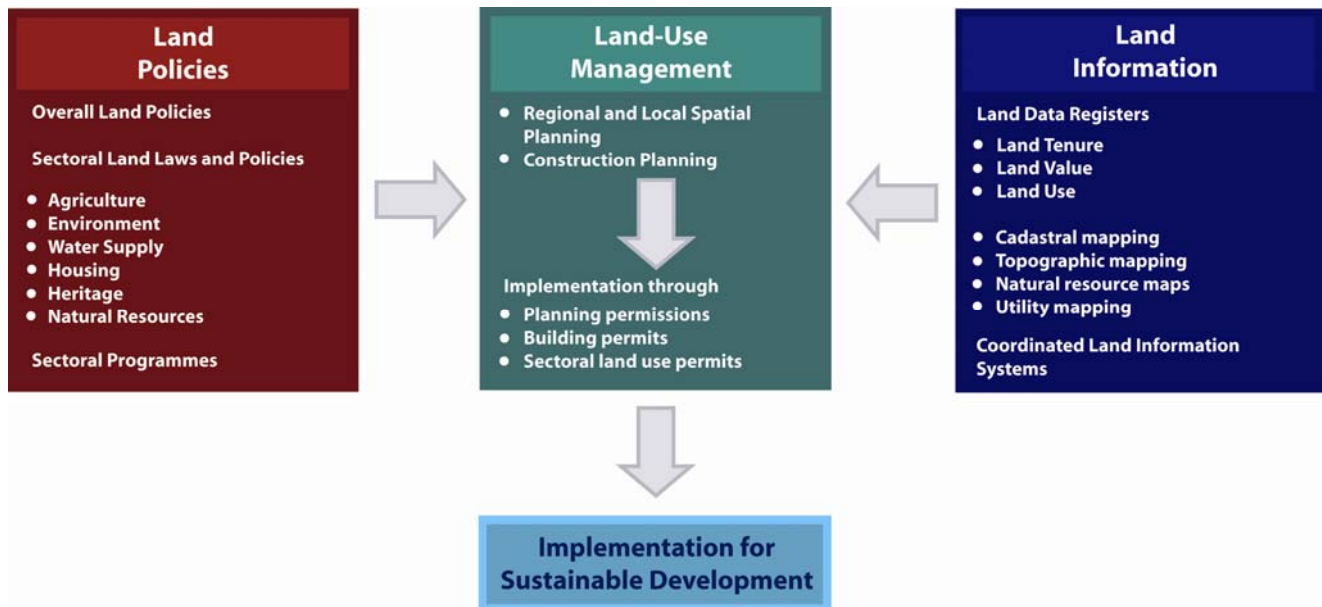 Land
Policies
Overall Land Policies
Sectoral Land Laws and Policies
• Agriculture
• Environment
• Water Supply
• Housing
• Heritage
• Natural Resources
Sectoral Programmes
Land-Use
Management
• Regional and Local Spatial
Planning
• Construction Planning
Implementation through
• Planning permissions
• Building permits
• Sectoral land use permits
Land
Information
Land Data Registers
• Land Tenure
• Land Value
• Land Use
• Cadastral mapping
• Topographic mapping
• Natural resource maps
• Utility mapping
Coordinated Land Information
Systems
Implementation for
Sustainable Development